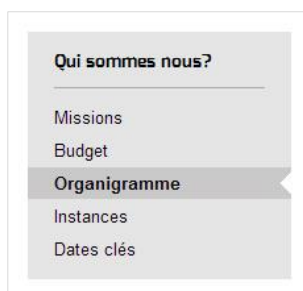 Qui sommes nous?
Missions
Budget
Organigramme
Instances
Dates clés